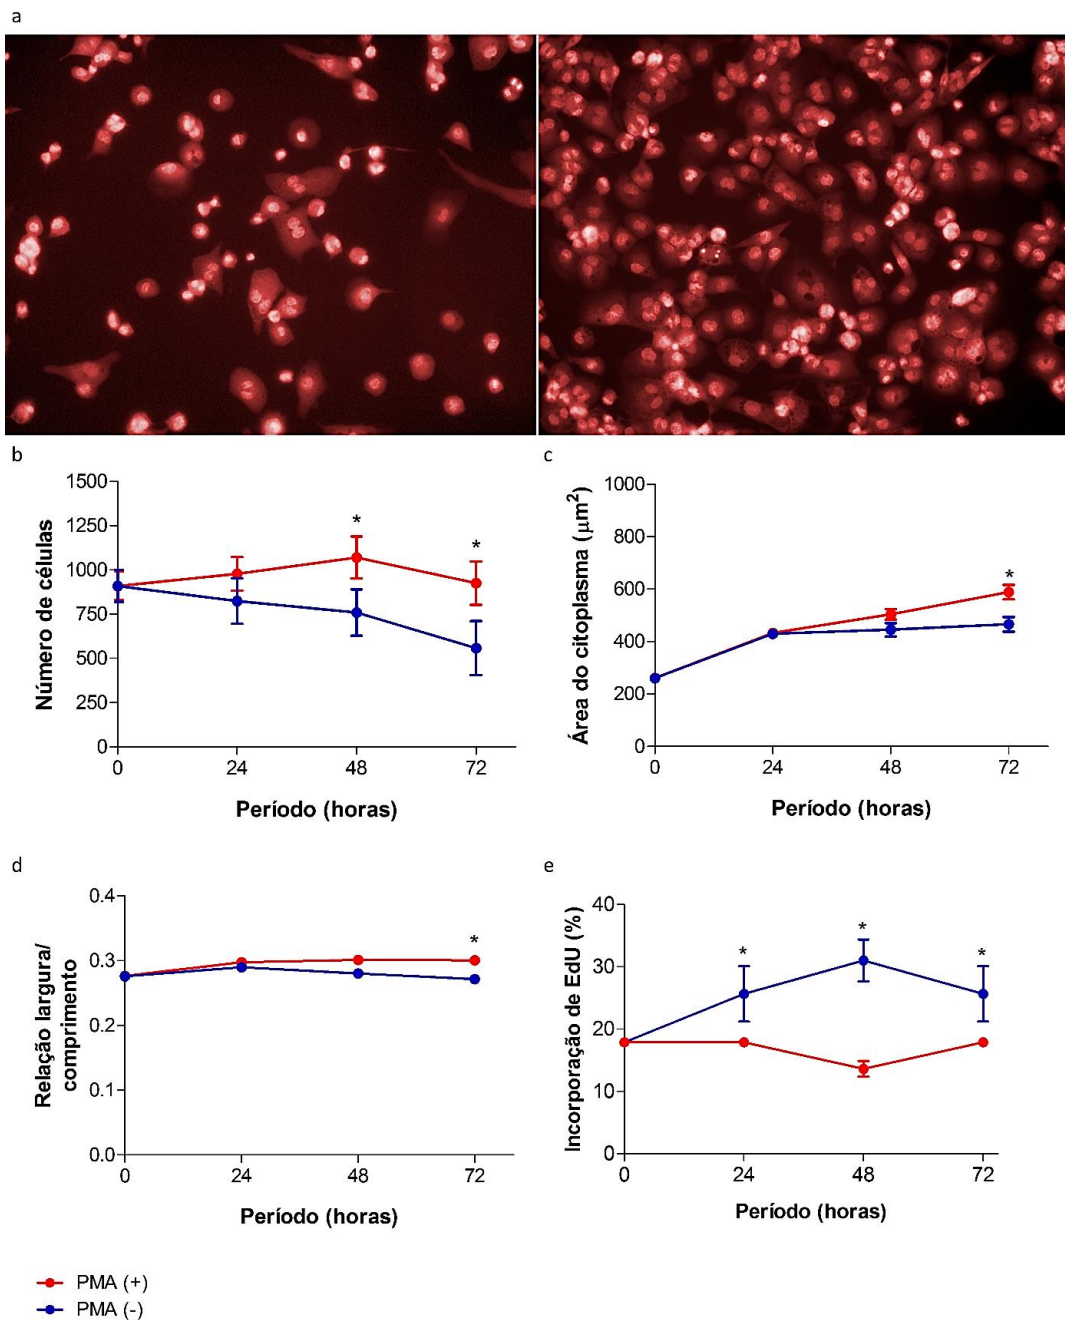 a
b
c
1500
1250
1000
750
500
250
0
Número de células
*
*
0
24
48
72
Período (horas)
1000
800
600
400
200
0
Área do citoplasma (μm²)
*
0
24
48
72
Período (horas)
d
e
0.4
0.3
0.2
0.1
0.0
Relação largura/
comprimento
*
0
24
48
72
Período (horas)
40
30
20
10
0
Incorporação de EdU (%)
*
*
*
0
24
48
72
Período (horas)
PMA (+)
PMA (-)